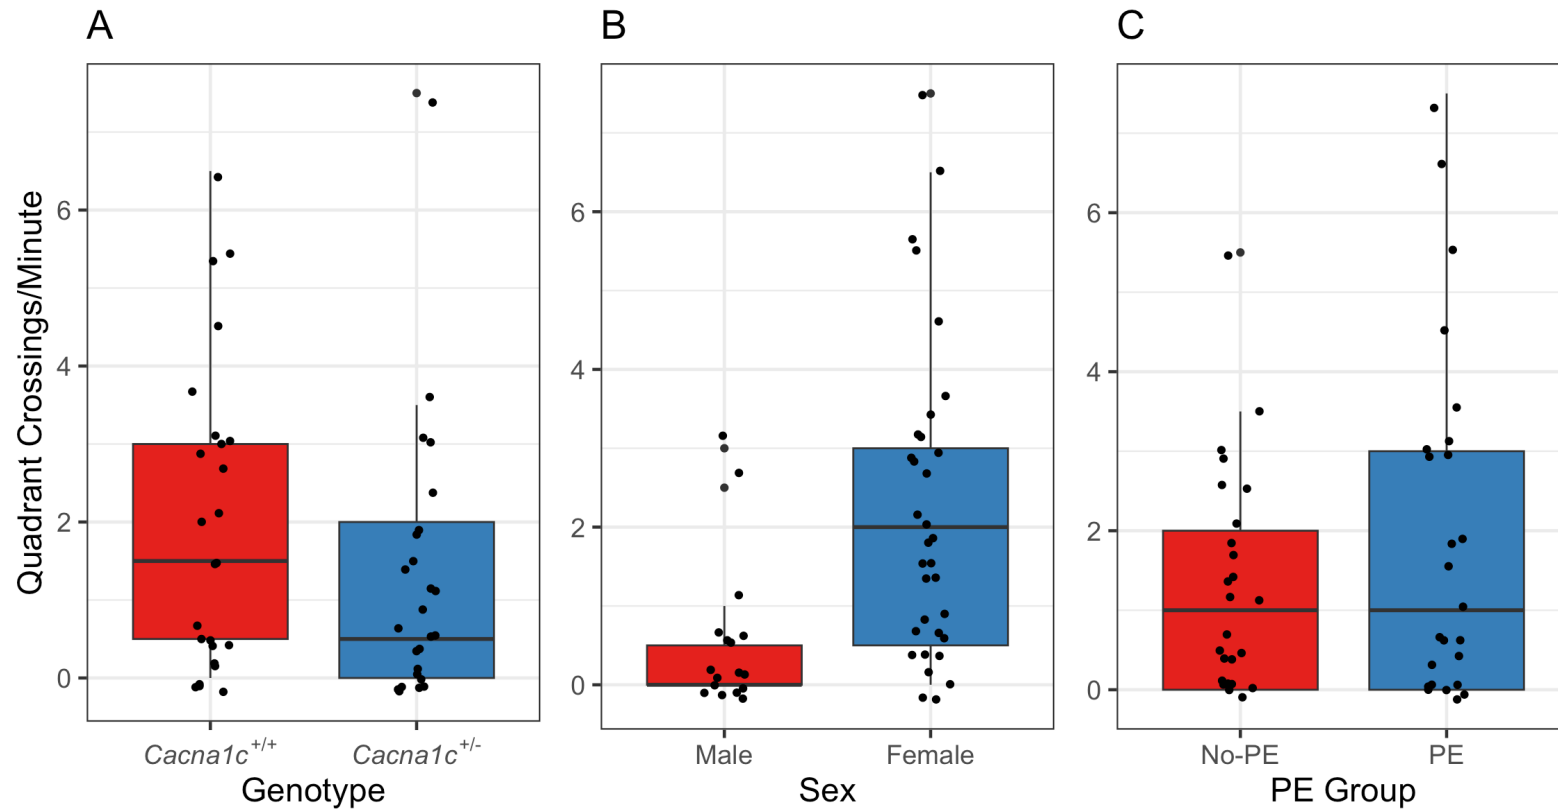 A
B
C
Quadrant Crossings/Minute
6
4
2
0
6
4
2
0
6
4
2
0
Cacna1c+/+
Cacna1c+/-
Male
Female
No-PE
PE
Genotype
Sex
PE Group